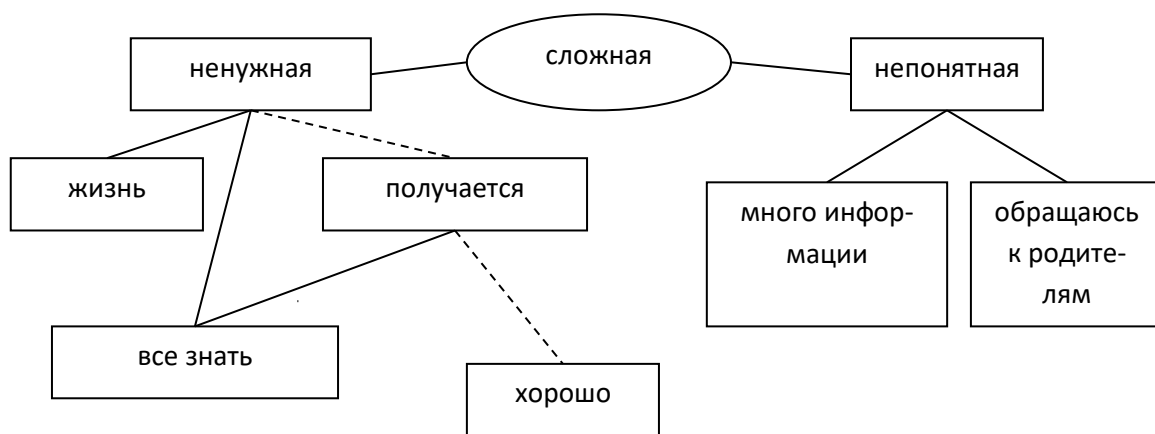 сложная
ненужная
непонятная
жизнь
получается
много инфор-
мации
обращаюсь
к родите-
лям
все знать
хорошо